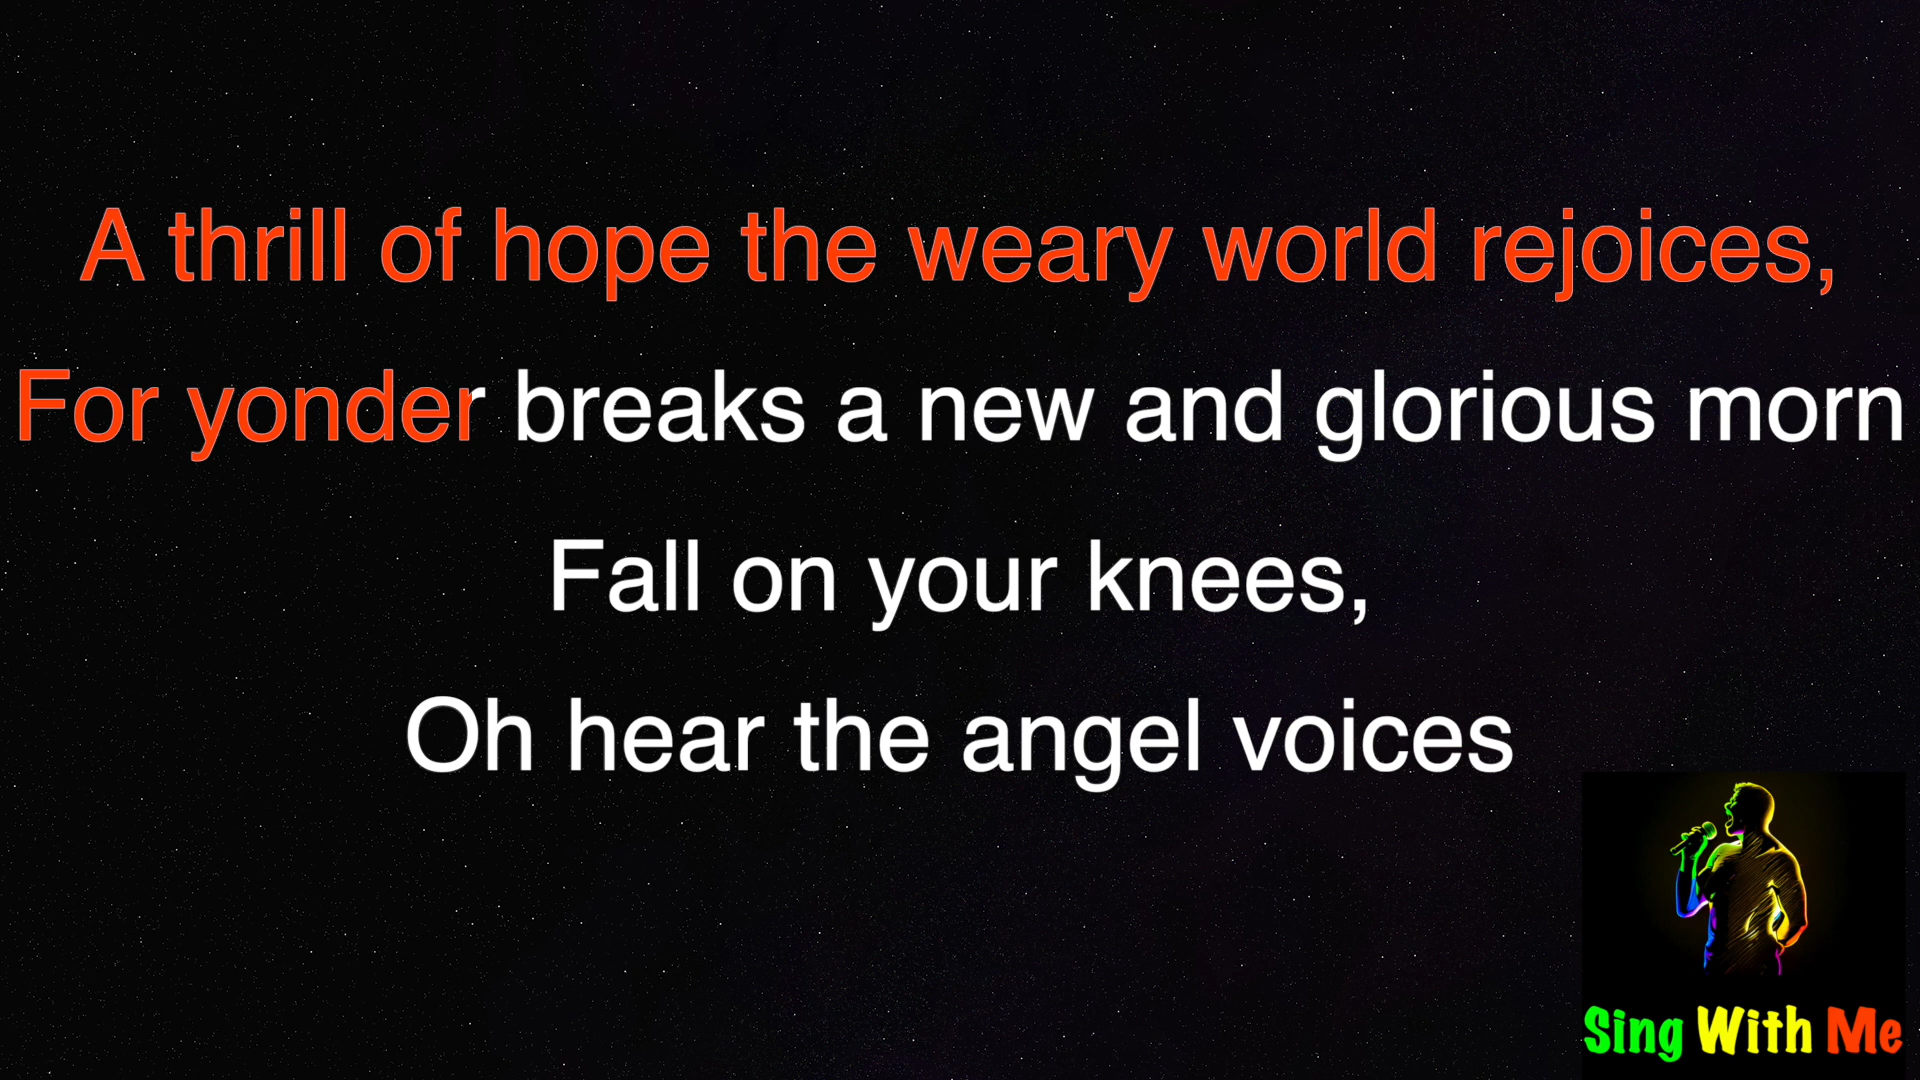 A thrill of hope the weary world rejoices,
For yonder breaks a new and glorious morn
Fall on your knees,
Oh hear the angel voices
Sing With Me